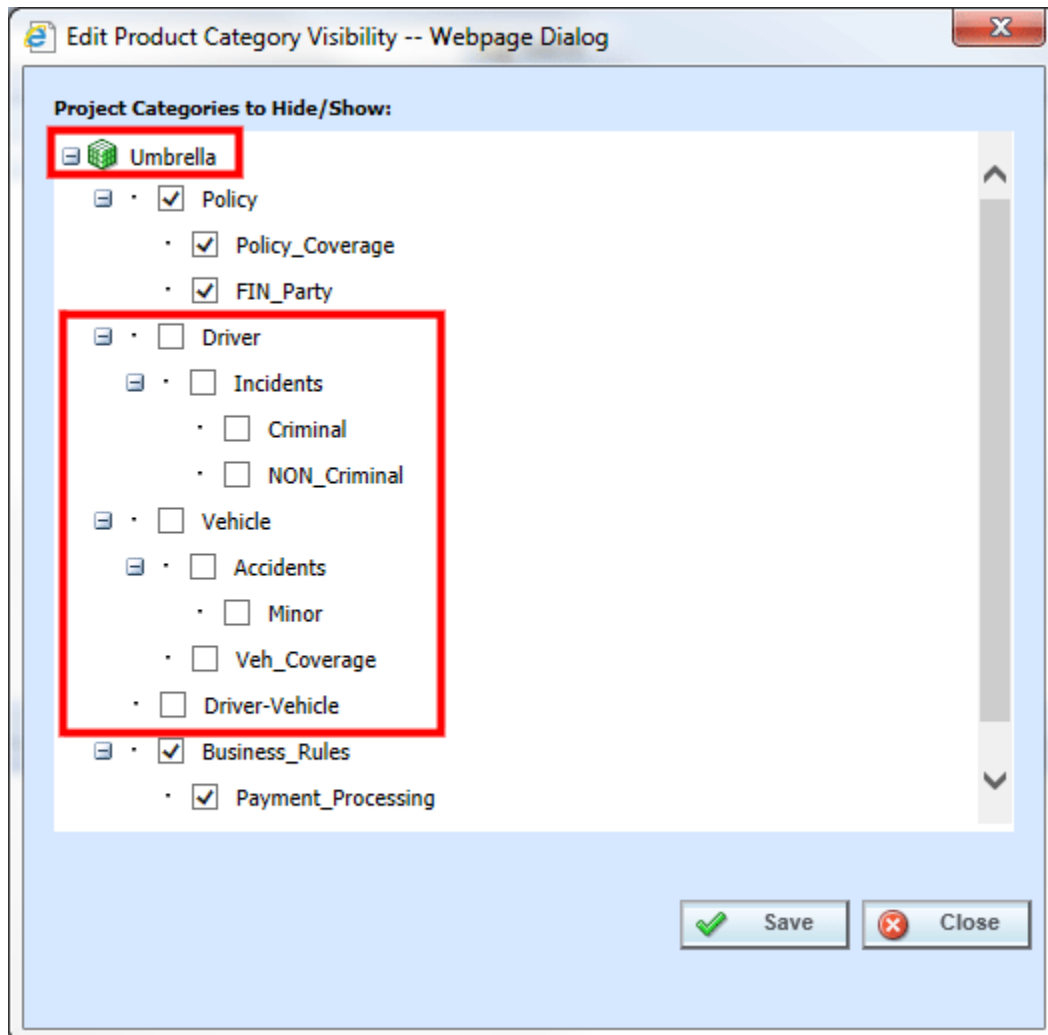 Edit Product Category Visibility -- Webpage Dialog
Project Categories to Hide/Show:
Umbrella
Policy
Policy_Coverage
FIN_Party
Driver
Incidents
Criminal
NON_Criminal
Vehicle
Accidents
Minor
Veh_Coverage
Driver-Vehicle
Business_Rules
Payment_Processing
Save Close